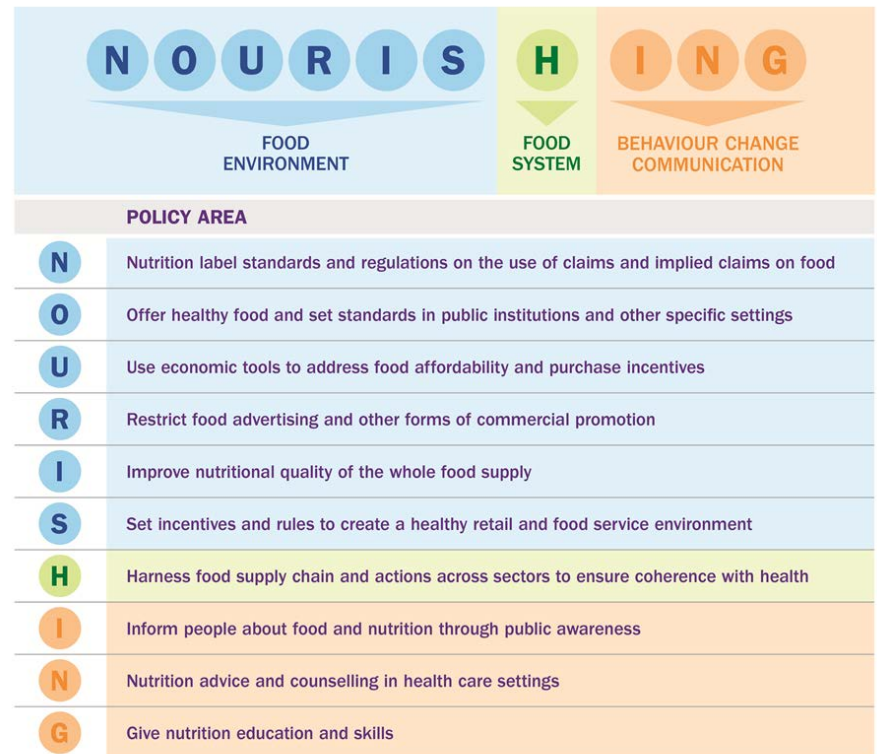 N O U R I S H I N G
FOOD
ENVIRONMENT
FOOD
SYSTEM
BEHAVIOUR CHANGE
COMMUNICATION
POLICY AREA
N Nutrition label standards and regulations on the use of claims and implied claims on food
O Offer healthy food and set standards in public institutions and other specific settings
U Use economic tools to address food affordability and purchase incentives
R Restrict food advertising and other forms of commercial promotion
I Improve nutritional quality of the whole food supply
S Set incentives and rules to create a healthy retail and food service environment
H Harness food supply chain and actions across sectors to ensure coherence with health
I Inform people about food and nutrition through public awareness
N Nutrition advice and counselling in health care settings
G Give nutrition education and skills